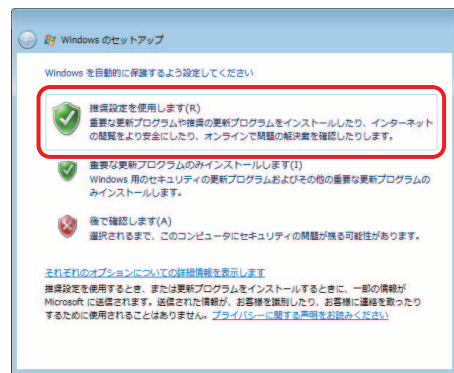 Windows のセットアップ
Windows を自動的に保護するよう設定してください
推奨設定を使用します(R)
重要な更新プログラムや推奨の更新プログラムをインストールしたり、インターネット
の閲覧をより安全にしたり、オンラインで問題の解決策を確認したりします。
重要な更新プログラムのみインストールします(I)
Windows 用のセキュリティの更新プログラムおよびその他の重要な更新プログラムの
みインストールします。
後で確認します(A)
選択されるまで、このコンピュータにセキュリティの問題が残る可能性があります。
それぞれのオプションについての詳細情報を表示します
推奨設定を使用するとき、または更新プログラムをインストールするときに、一部の情報が
Microsoft に送信されます。送信された情報が、お客様を識別したり、お客様に連絡を取ったり
するために使用されることはありません。プライバシーに関する声明をお読みください